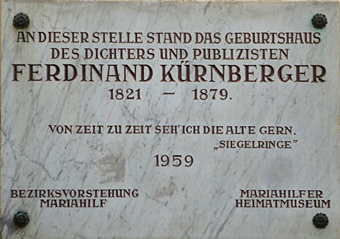 AN DIESER STELLE STAND DAS GEBURTSHAUS
DES DICHTERS UND PUBLIZISTEN
FERDINAND KÜRNBERGER
1821 — 1879.
VON ZEIT ZU ZEIT SEH' ICH DIE ALTE GERN.
„SIEGELRINGE”
1959
BEZIRKSVORSTEHUNG
MARIAHILF
MARIAHILFER
HEIMATMUSEUM